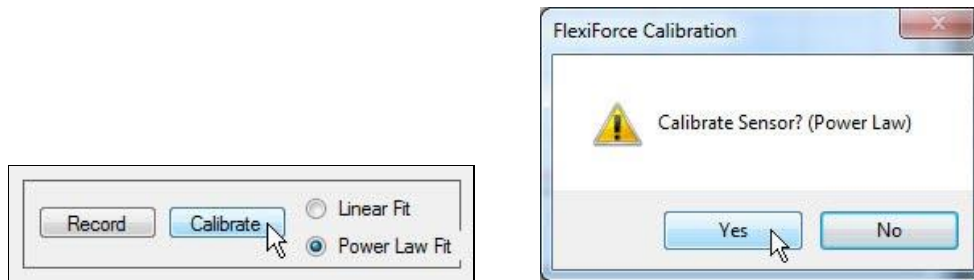 FlexiForce Calibration
Calibrate Sensor? (Power Law)
Yes No
Record Calibrate Linear Fit
Power Law Fit